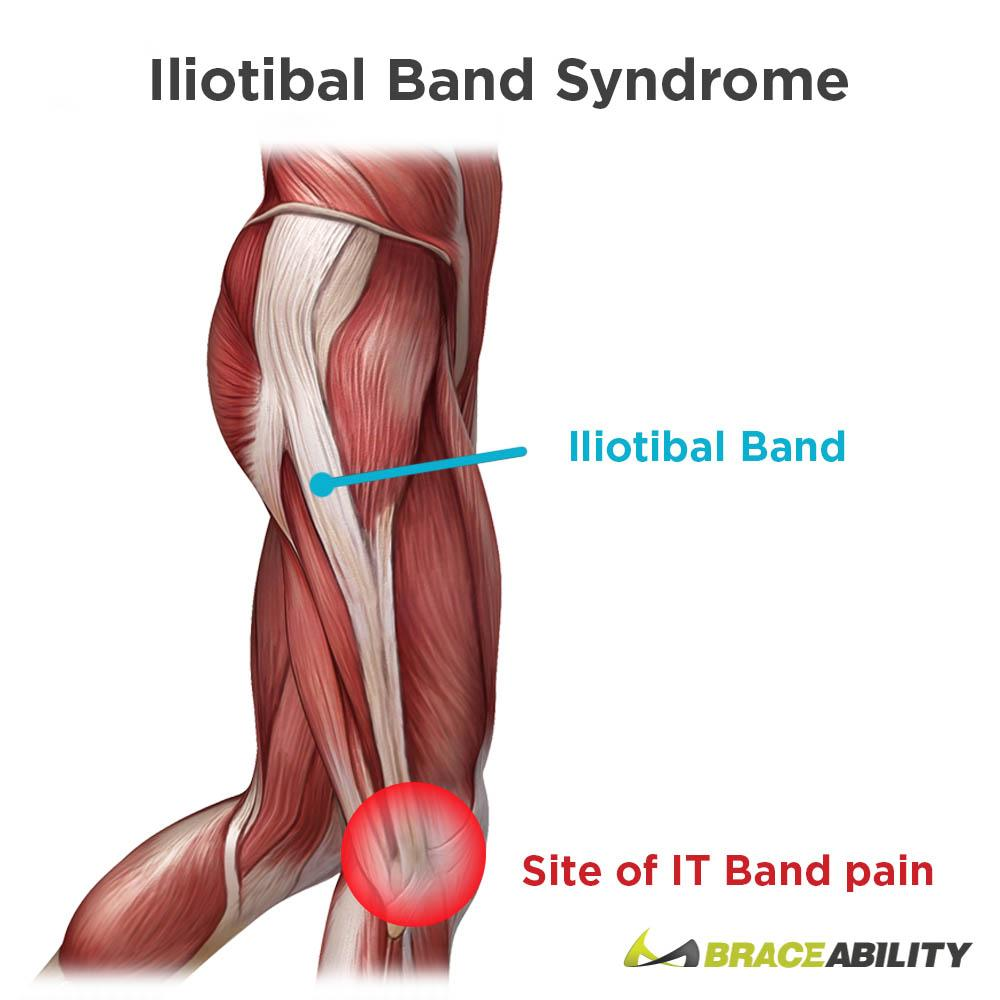 Iliotibal Band Syndrome
Iliotibal Band
Site of IT Band pain
BRACEABILITY